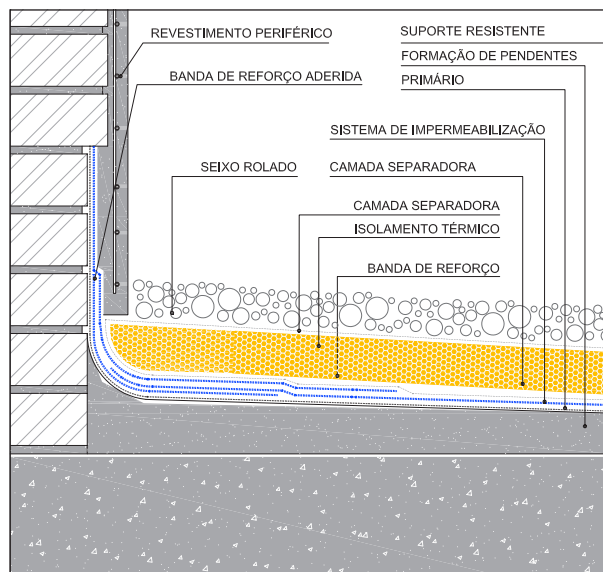 REVESTIMENTO PERIFÉRICO
SUPORTE RESISTENTE
FORMAÇÃO DE PENDENTES
BANDA DE REFORÇO ADERIDA
PRIMÁRIO
SISTEMA DE IMPERMEABILIZAÇÃO
SEIXO ROLADO
CAMADA SEPARADORA
CAMADA SEPARADORA
ISOLAMENTO TÉRMICO
BANDA DE REFORÇO